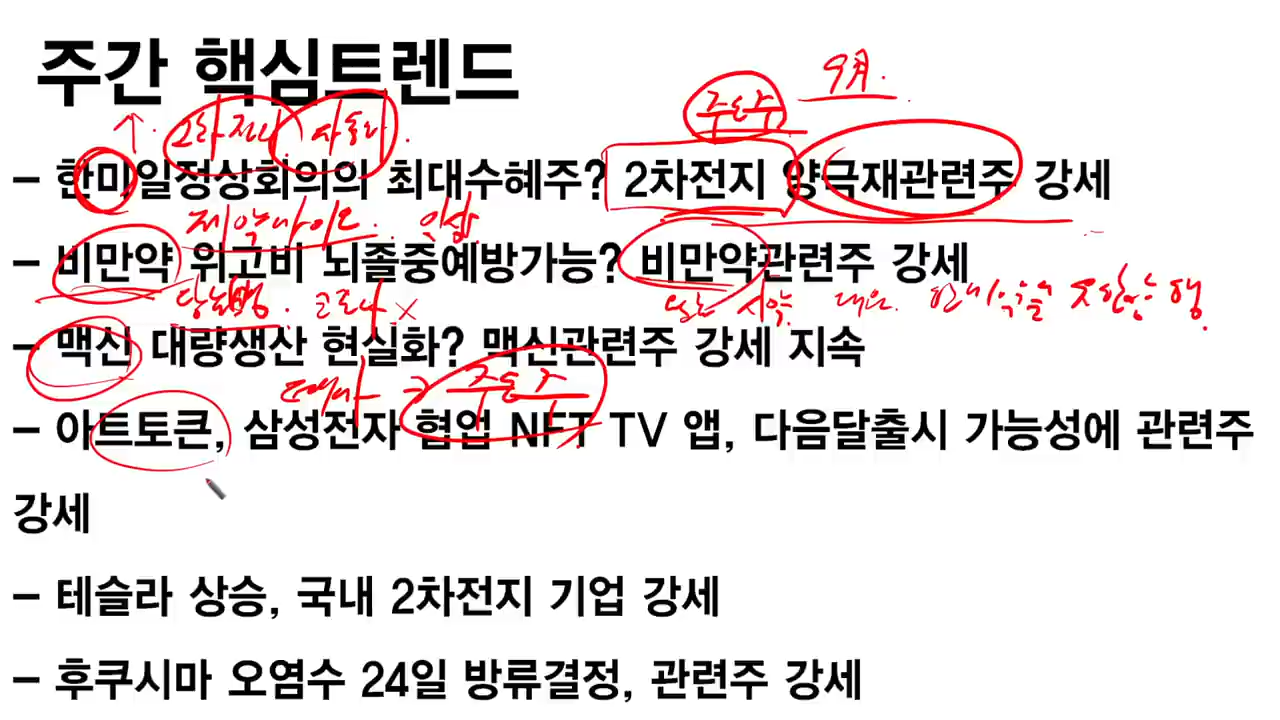 주간 핵심트렌드
9月.
주도주
2차전지 자동차
- 한미일정상회의의 최대수혜주? 2차전지 양극재관련주 강세
제약바이오. 임상
- 비만약 위고비 뇌졸중예방가능? 비만약관련주 강세
당뇨병. 코로나 x
- 맥신 대량생산 현실화? 맥신관련주 강세 지속
주도주
- 아트토큰, 삼성전자 협업 NFT TV 앱, 다음달출시 가능성에 관련주
강세
- 테슬라 상승, 국내 2차전지 기업 강세
- 후쿠시마 오염수 24일 방류결정, 관련주 강세